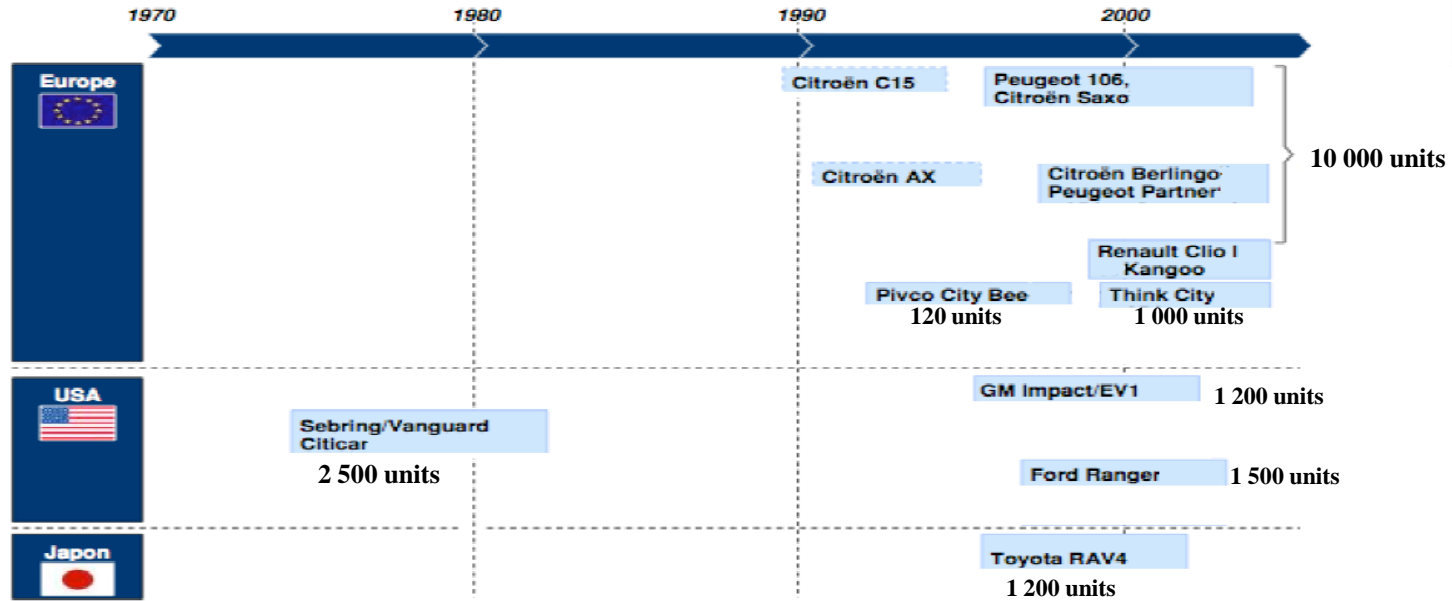 1970 1980 1990 2000
Europe
Citroën C15
Peugeot 106,
Citroën Saxo
10 000 units
Citroën AX
Citroën Berlingo
Peugeot Partner
Renault Clio I
Kangoo
Pivco City Bee
120 units
Think City
1 000 units
USA
GM Impact/EV1
1 200 units
Sebring/Vanguard
Citicar
2 500 units
Ford Ranger
1 500 units
Japon
Toyota RAV4
1 200 units